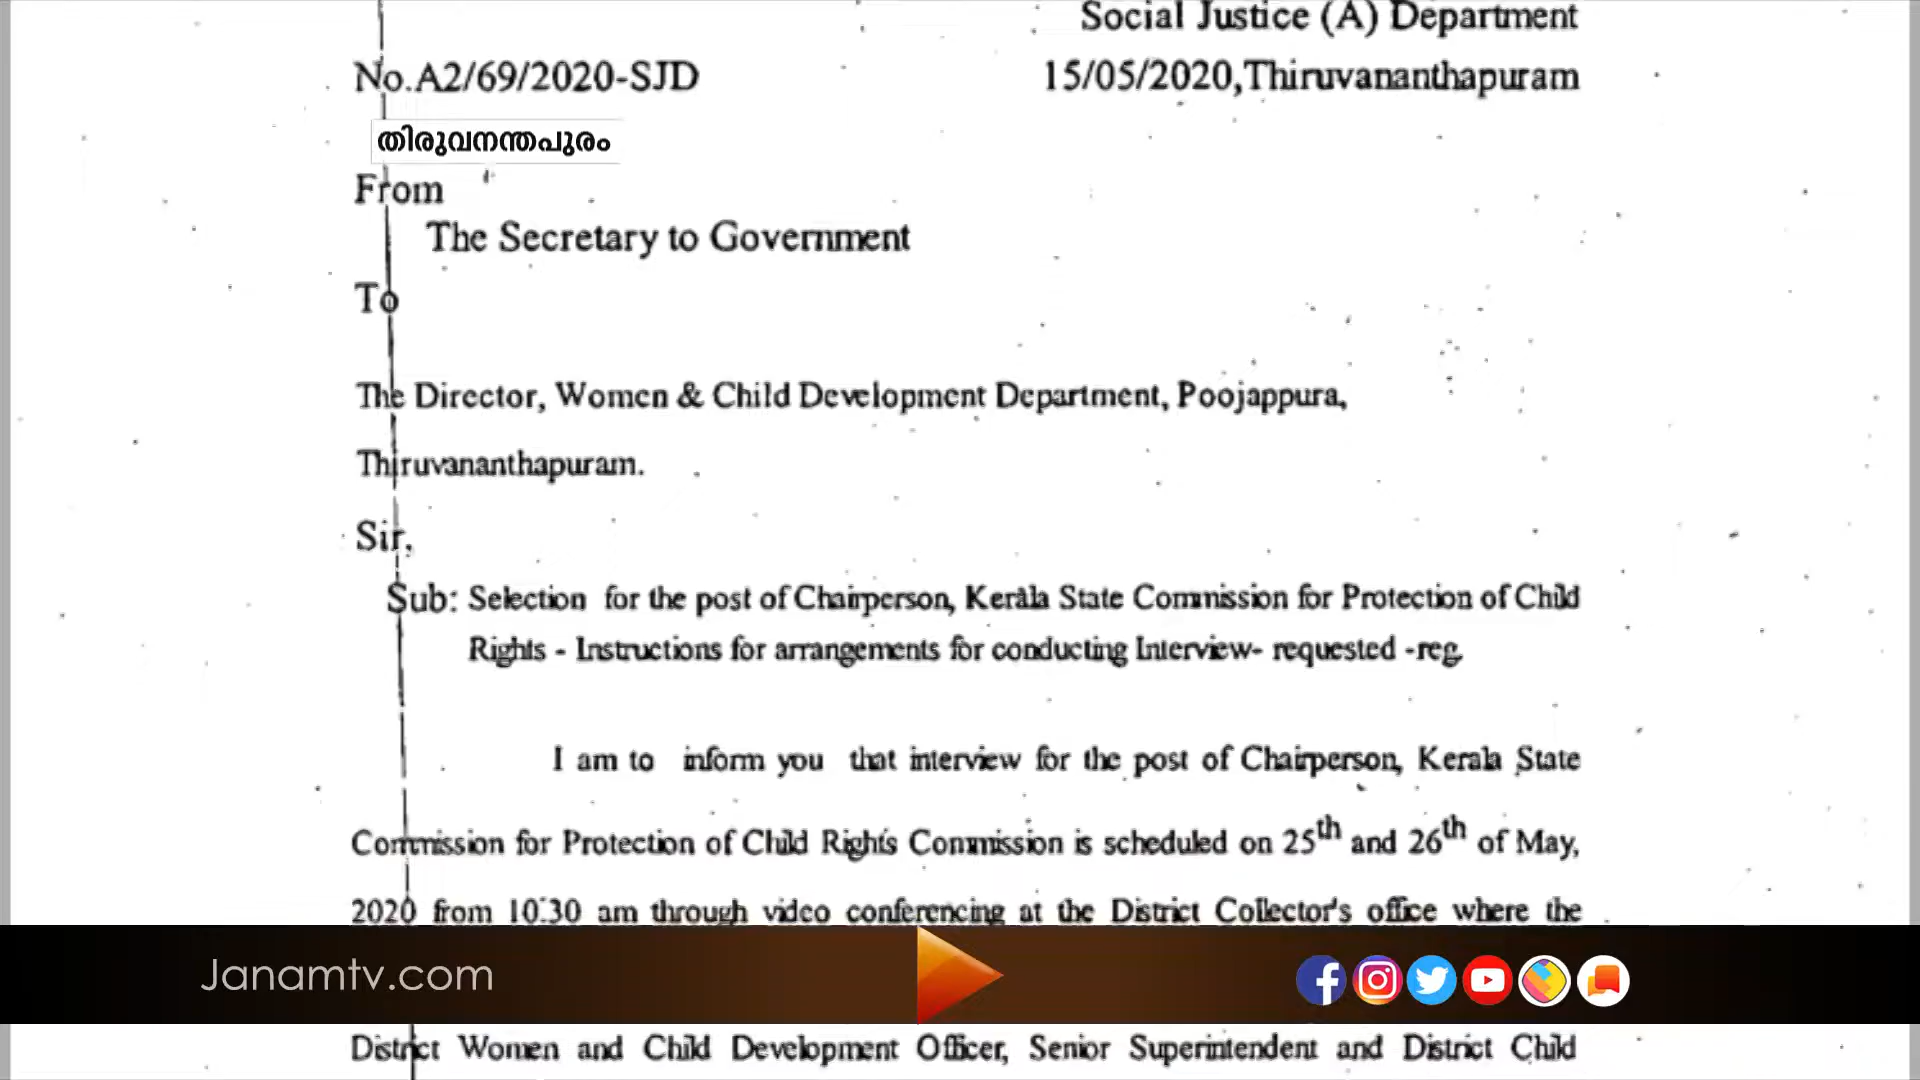 Social Justice (A) Department
No.A2/69/2020-SJD 15/05/2020,Thiruvananthapuram
തിരുവനന്തപുരം
From
The Secretary to Government
To
The Director, Women & Child Development Department, Poojappura,
Thiruvananthapuram.
Sir,
Sub: Selection for the post of Chairperson, Kerala State Commission for Protection of Child
Rights - Instructions for arrangements for conducting Interview- requested -reg.
I am to inform you that interview for the post of Chairperson, Kerala State
Commission for Protection of Child Rights Commission is scheduled on 25th and 26th of May,
2020 from 10:30 am through video conferencing at the District Collector's office where the
Janamtv.com
District Women and Child Development Officer, Senior Superintendent and District Child